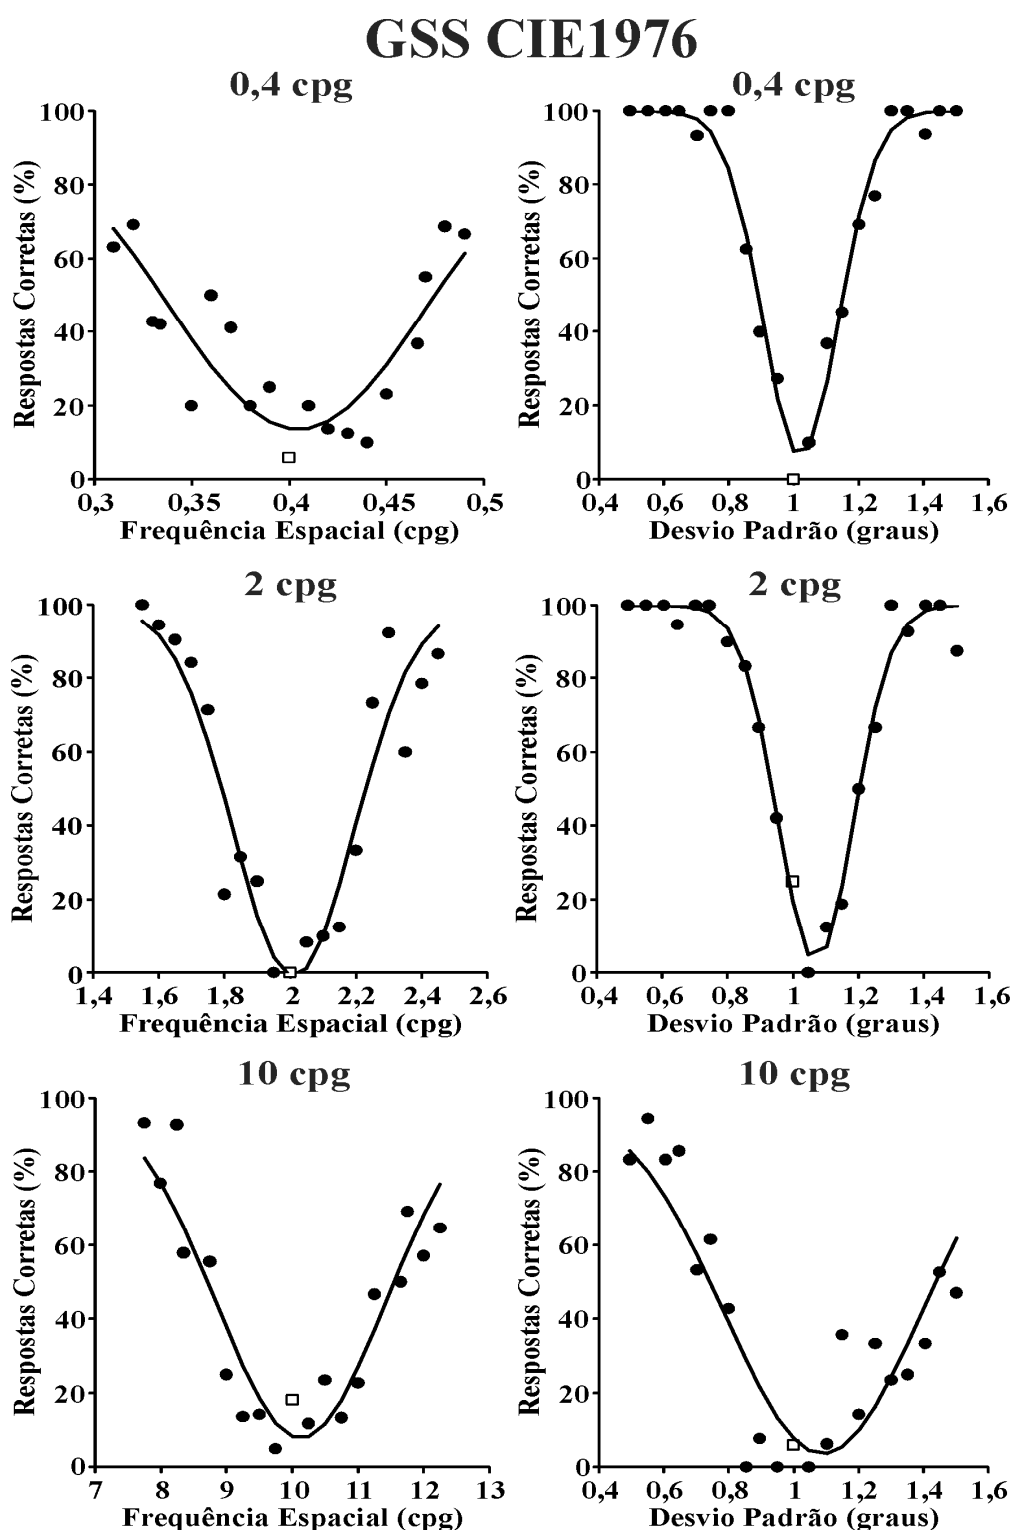 GSS CIE1976
0,4 cpg
0,4 cpg
Respostas Corretas (%)
100
80
60
40
20
0
0,3 0,35 0,4 0,45 0,5
Frequência Espacial (cpg)
Respostas Corretas (%)
100
80
60
40
20
0
0,4 0,6 0,8 1 1,2 1,4 1,6
Desvio Padrão (graus)
2 cpg
2 cpg
Respostas Corretas (%)
100
80
60
40
20
0
1,4 1,6 1,8 2 2,2 2,4 2,6
Frequência Espacial (cpg)
Respostas Corretas (%)
100
80
60
40
20
0
0,4 0,6 0,8 1 1,2 1,4 1,6
Desvio Padrão (graus)
10 cpg
10 cpg
Respostas Corretas (%)
100
80
60
40
20
0
7 8 9 10 11 12 13
Frequência Espacial (cpg)
Respostas Corretas (%)
100
80
60
40
20
0
0,4 0,6 0,8 1 1,2 1,4 1,6
Desvio Padrão (graus)